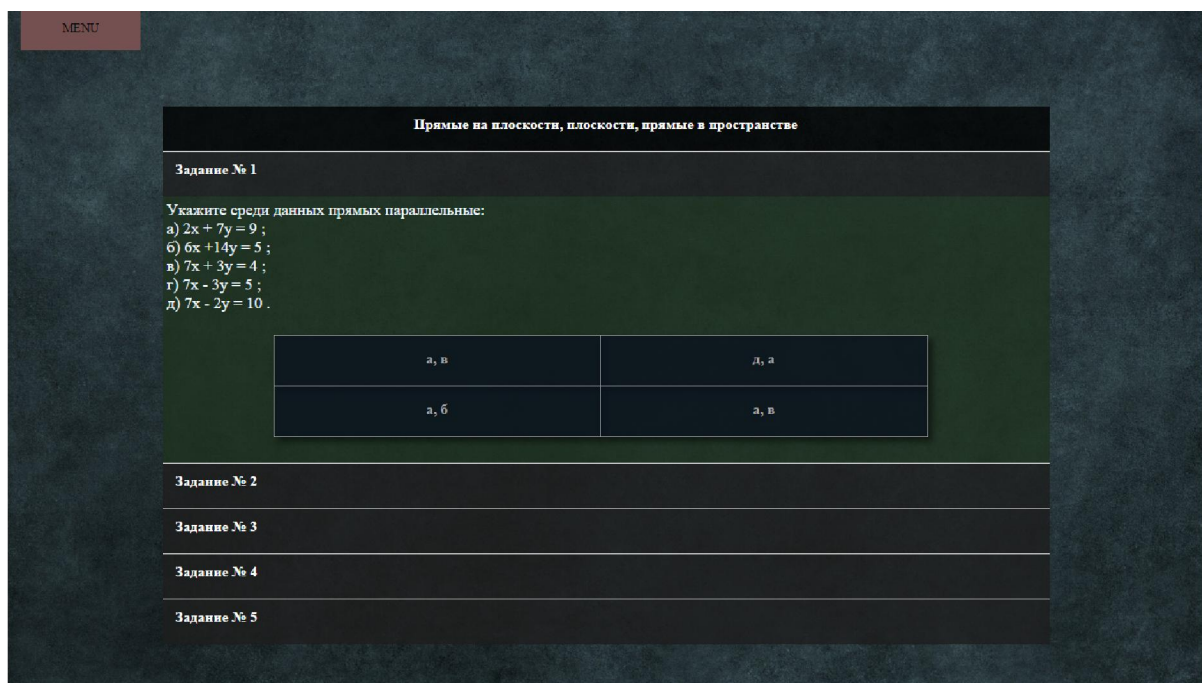 MENU
Прямые на плоскости, плоскости, прямые в пространстве
Задание № 1
Укажите среди данных прямых параллельные:
а) 2x + 7y = 9 ;
б) 6x +14y = 5 ;
в) 7x + 3y = 4 ;
г) 7x - 3y = 5 ;
д) 7x - 2y = 10 .
а, в
д, а
а, б
а, в
Задание № 2
Задание № 3
Задание № 4
Задание № 5